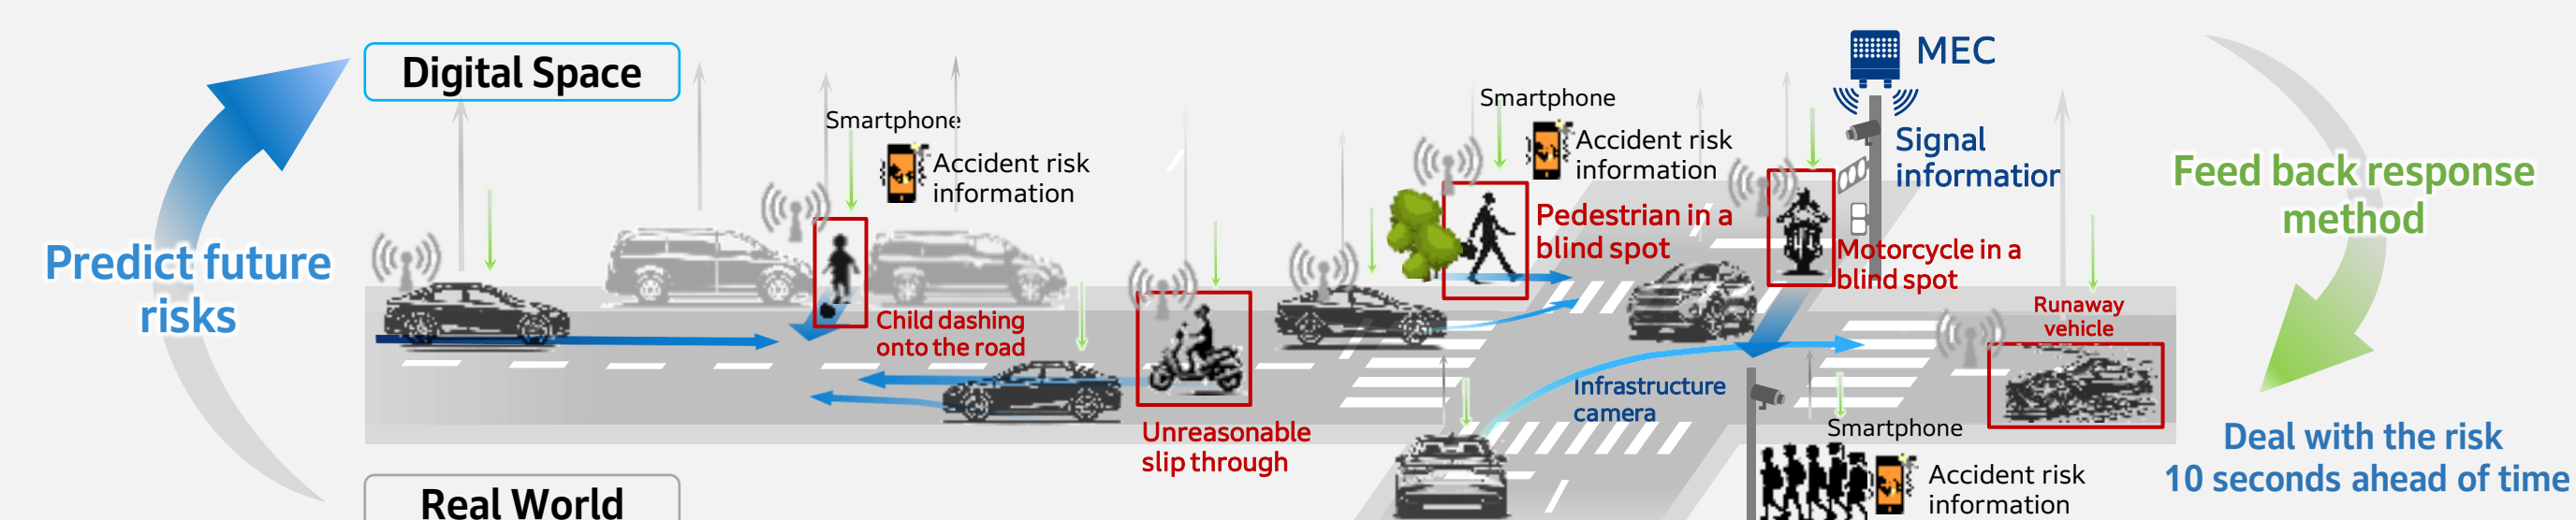 Digital Space
Predict future
risks
Real World
Smartphone
Accident risk
information
Child dashing
onto the road
Unreasonable
slip through
Smartphone
Accident risk
information
Pedestrian in a
blind spot
MEC
Signal
information
Motorcycle in a
blind spot
Infrastructure
camera
Runaway
vehicle
Smartphone
Accident risk
information
Feed back response
method
Deal with the risk
10 seconds ahead of time